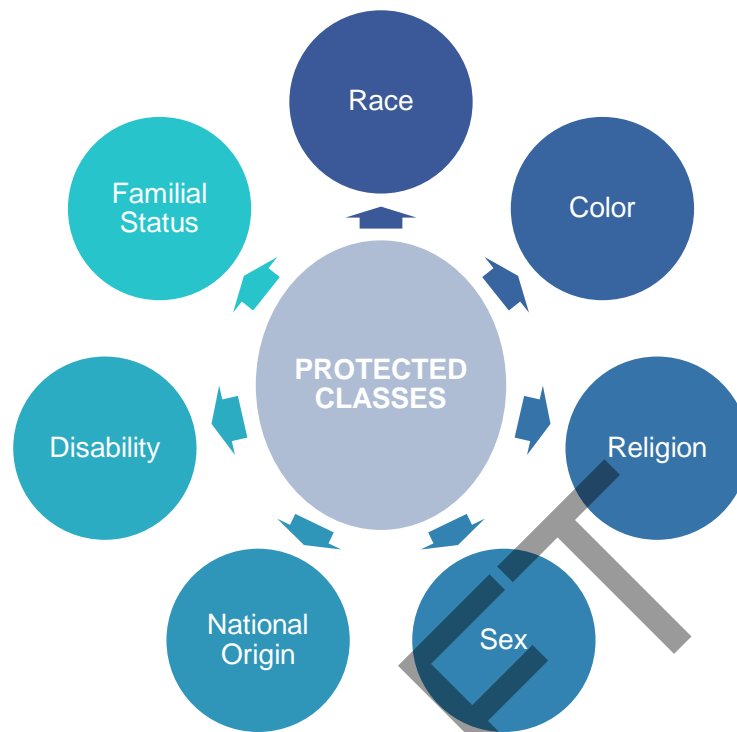 Race
Color
Religion
Sex
National
Origin
Disability
Familial
Status
PROTECTED
CLASSES